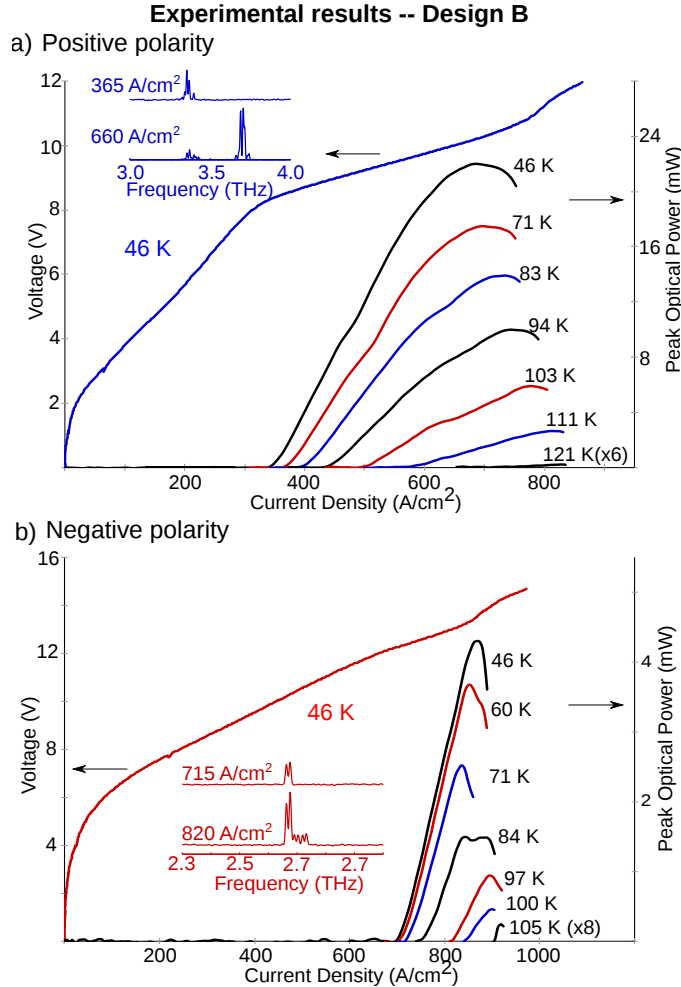 Experimental results -- Design B
a) Positive polarity
12
10
8
6
4
2
Voltage (V)
365 A/cm2
660 A/cm2
3.0 3.5 4.0
Frequency (THz)
46 K
46 K
71 K
83 K
94 K
103 K
111 K
121 K(x6)
24
16
8
Peak Optical Power (mW)
200 400 600 800
Current Density (A/cm2)
b) Negative polarity
16
12
8
4
Voltage (V)
46 K
715 A/cm2
820 A/cm2
2.3 2.5 2.7 2.7
Frequency (THz)
46 K
60 K
71 K
84 K
97 K
100 K
105 K (x8)
4
2
Peak Optical Power (mW)
200 400 600 800 1000
Current Density (A/cm2)